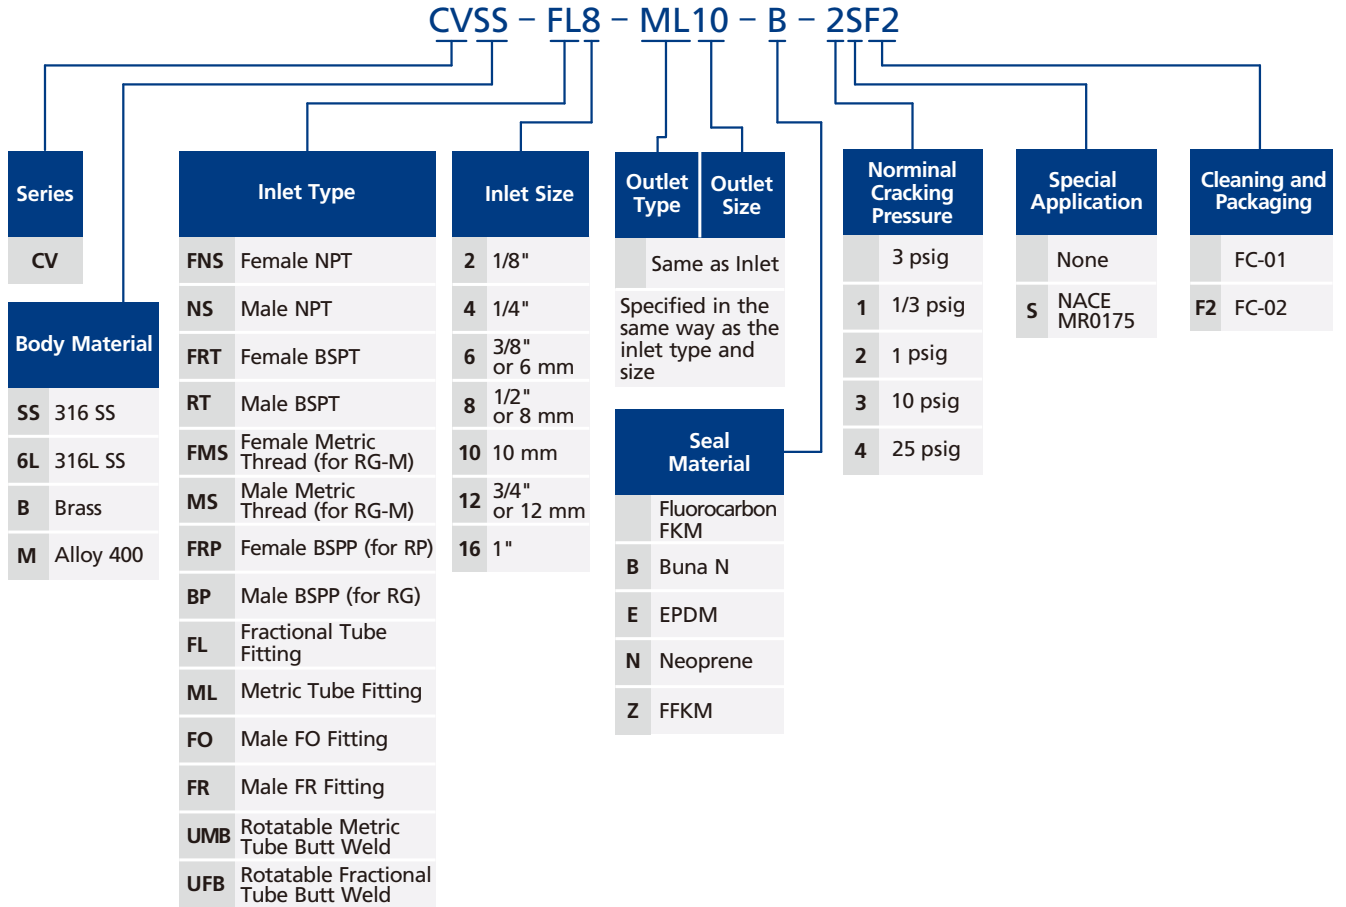 CVSS – FL8 – ML10 – B – 2SF2
Series
CV
Body Material
SS 316 SS
6L 316L SS
B Brass
M Alloy 400
Inlet Type
FNS Female NPT
NS Male NPT
FRT Female BSPT
RT Male BSPT
FMS Female Metric
Thread (for RG-M)
MS Male Metric
Thread (for RG-M)
FRP Female BSPP (for RP)
BP Male BSPP (for RG)
FL Fractional Tube
Fitting
ML Metric Tube Fitting
FO Male FO Fitting
FR Male FR Fitting
UMB Rotatable Metric
Tube Butt Weld
UFB Rotatable Fractional
Tube Butt Weld
Inlet Size
2 1/8"
4 1/4"
6 3/8"
or 6 mm
8 1/2"
or 8 mm
10 10 mm
12 3/4"
or 12 mm
16 1"
Outlet
Type
Outlet
Size
Same as Inlet
Specified in the
same way as the
inlet type and
size
Seal
Material
Fluorocarbon
FKM
B Buna N
E EPDM
N Neoprene
Z FFKM
Norminal
Cracking
Pressure
3 psig
1 1/3 psig
2 1 psig
3 10 psig
4 25 psig
Special
Application
None
S NACE
MR0175
Cleaning and
Packaging
FC-01
F2 FC-02